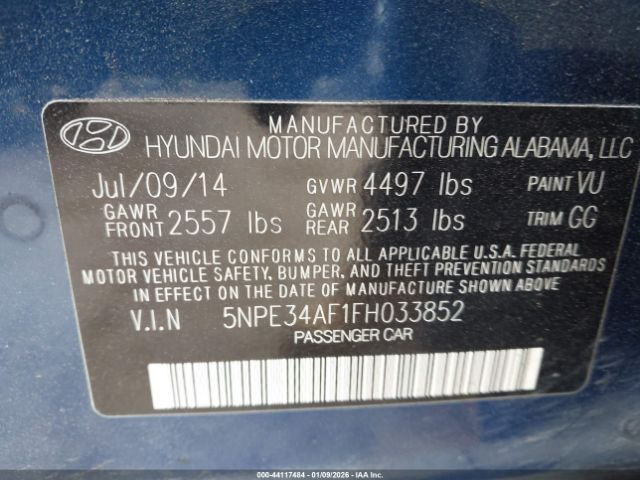 MANUFACTURED BY
HYUNDAI MOTOR MANUFACTURING ALABAMA, LLC
Jul/09/14 GVWR 4497 lbs PAINT VU
GAWR FRONT 2557 lbs GAWR REAR 2513 lbs TRIM GG
THIS VEHICLE CONFORMS TO ALL APPLICABLE U.S.A. FEDERAL
MOTOR VEHICLE SAFETY, BUMPER, AND THEFT PREVENTION STANDARDS
IN EFFECT ON THE DATE OF MANUFACTURE SHOWN ABOVE
V.I.N 5NPE34AF1FH033852
PASSENGER CAR
000-44117484 - 01/09/2026 - IAAI Holdings, LLC.